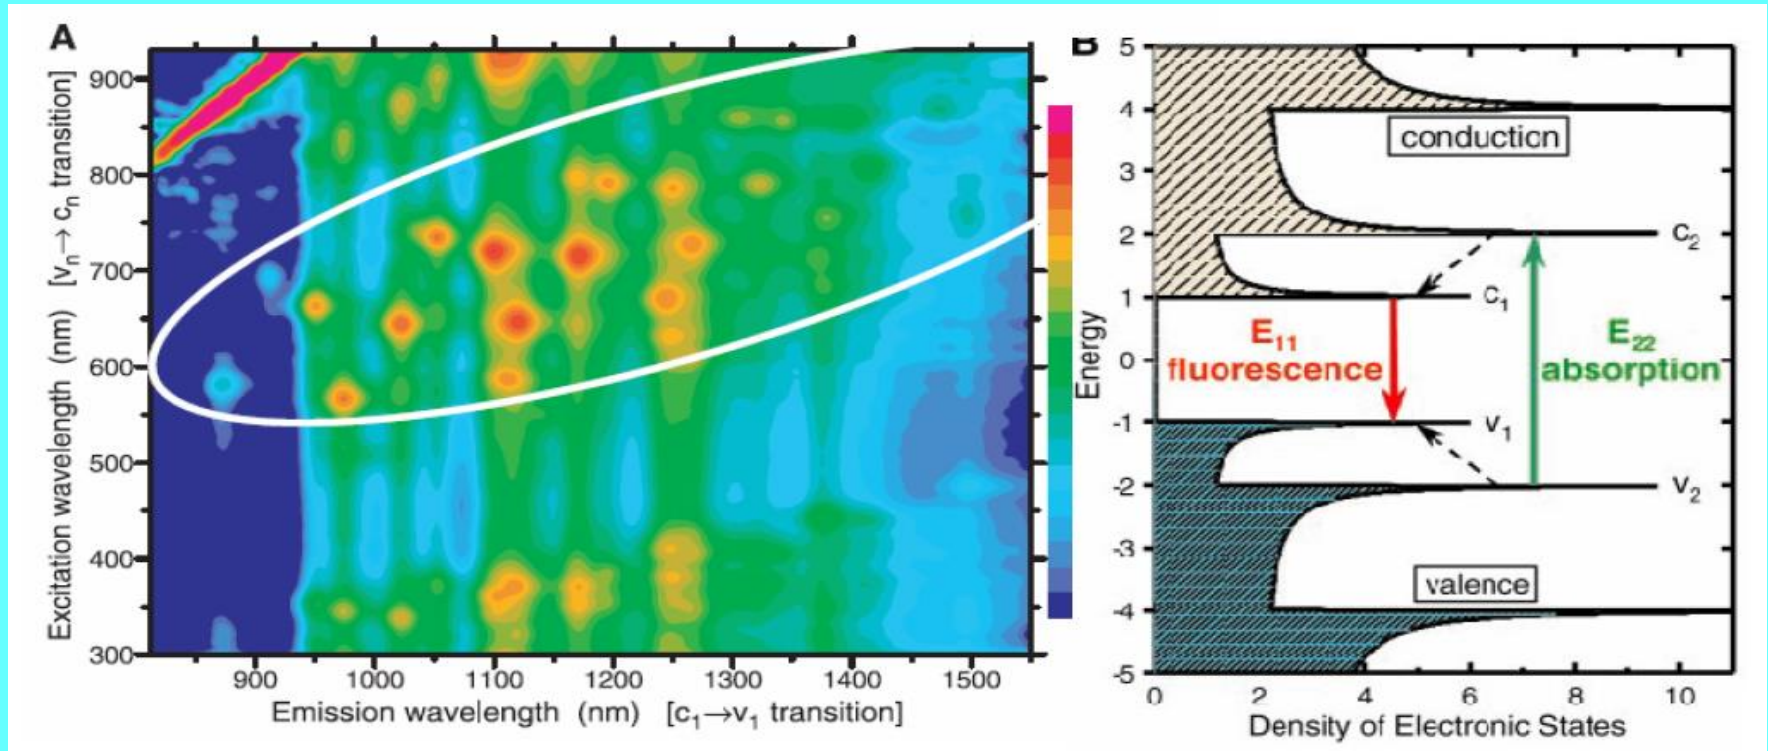 A
Excitation wavelength (nm) [vₙ→ cₙ transition]
900
800
700
600
500
400
300
900 1000 1100 1200 1300 1400 1500
Emission wavelength (nm) [c₁→v₁ transition]
B
Energy
5
4
3
2
1
0
-1
-2
-3
-4
-5
conduction
c₂
c₁
E₁₁
fluorescence
E₂₂
absorption
v₁
v₂
valence
0 2 4 6 8 10
Density of Electronic States